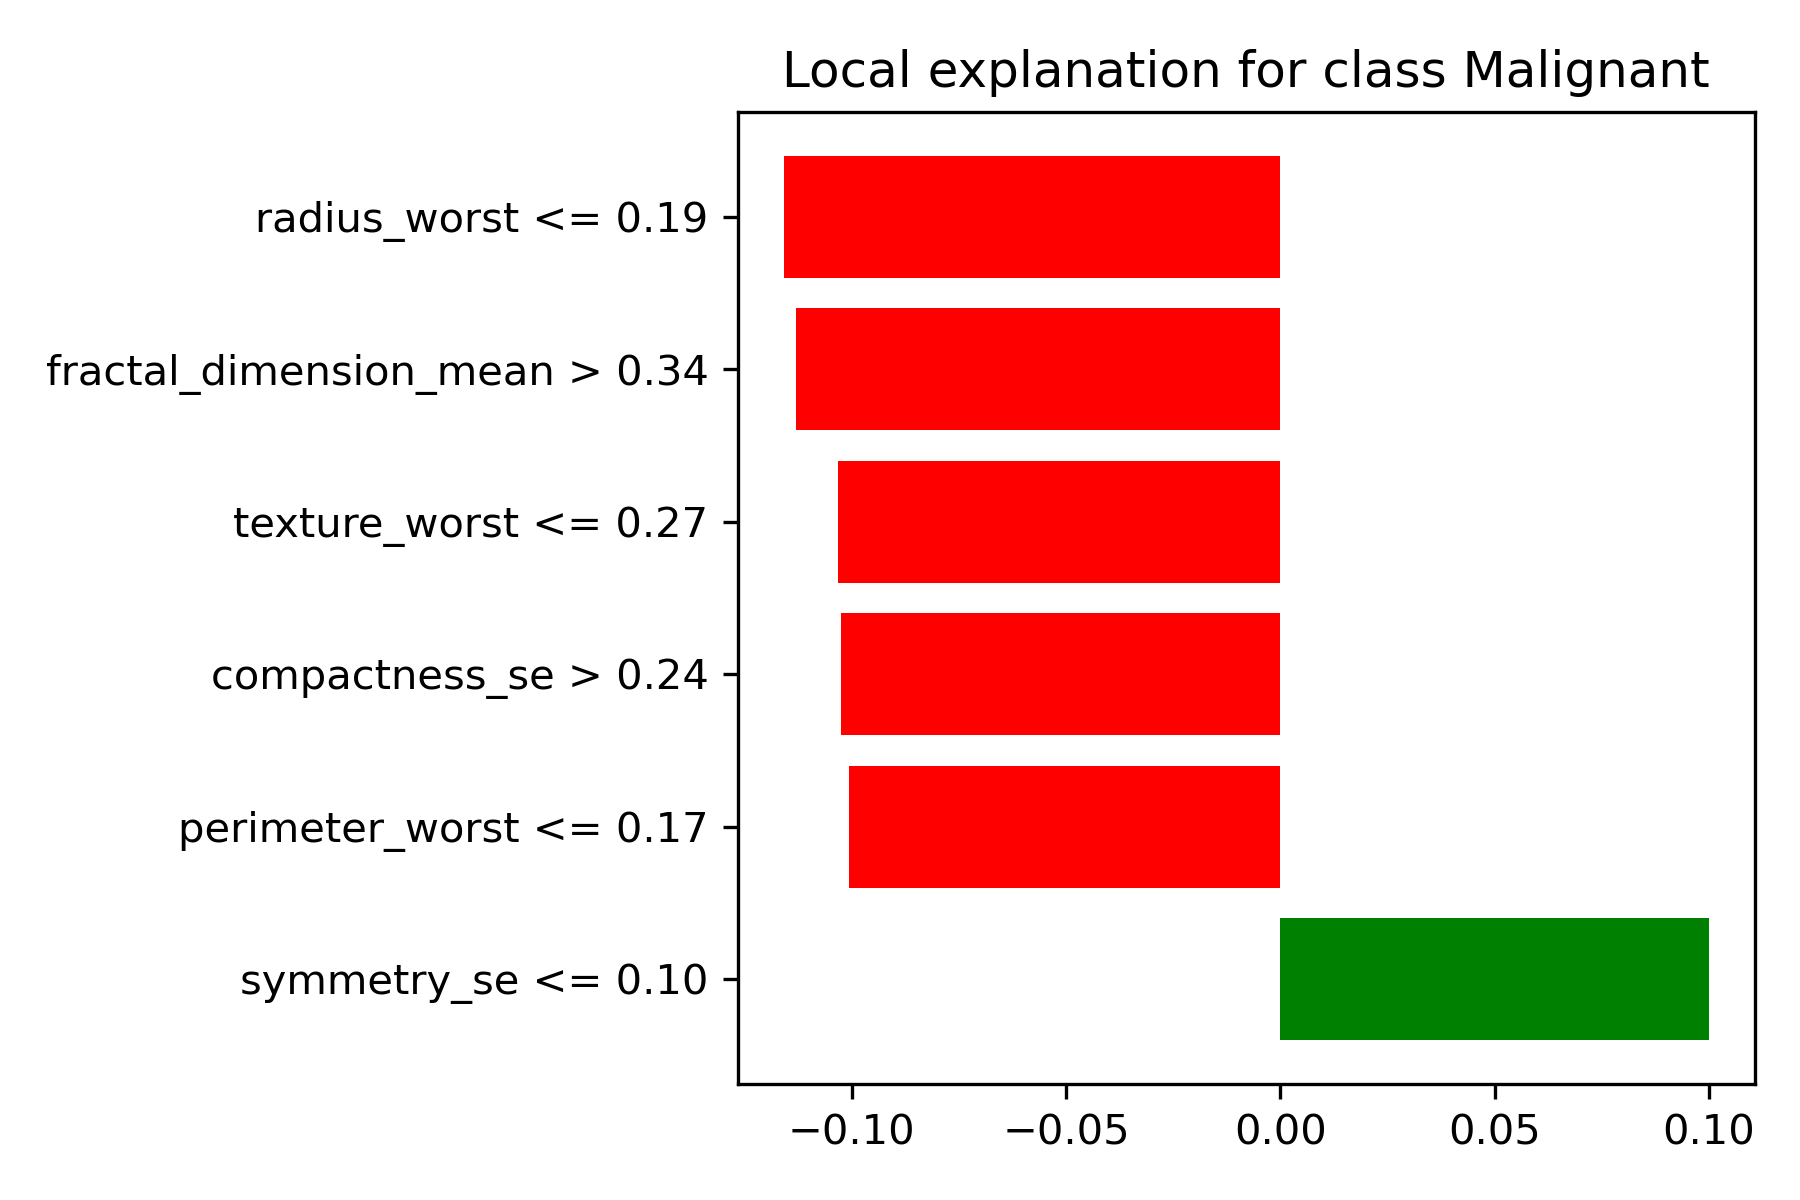 Local explanation for class Malignant
radius_worst <= 0.19
fractal_dimension_mean > 0.34
texture_worst <= 0.27
compactness_se > 0.24
perimeter_worst <= 0.17
symmetry_se <= 0.10
−0.10 −0.05 0.00 0.05 0.10